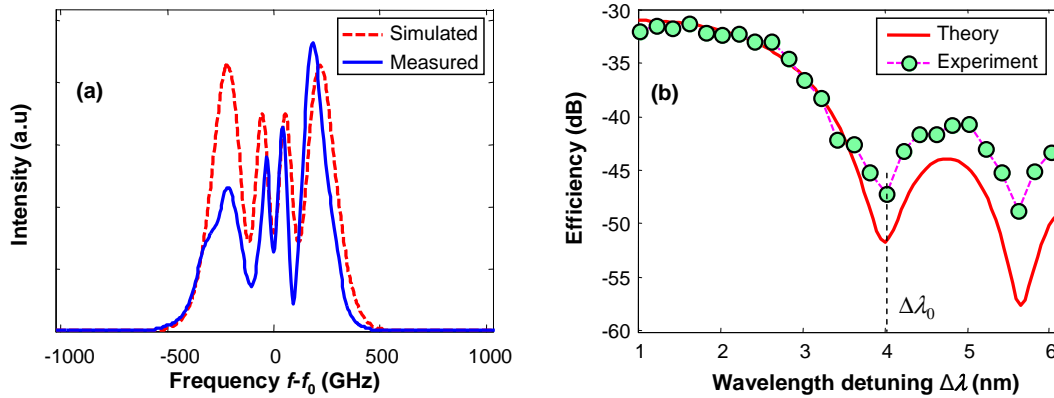 Simulated
Measured
(a)
Intensity (a.u)
-1000
-500
0
500
1000
Frequency f-f0 (GHz)
-30
-35
-40
-45
-50
-55
-60
Theory
Experiment
(b)
Efficiency (dB)
Δλ0
1
2
3
4
5
6
Wavelength detuning Δλ (nm)